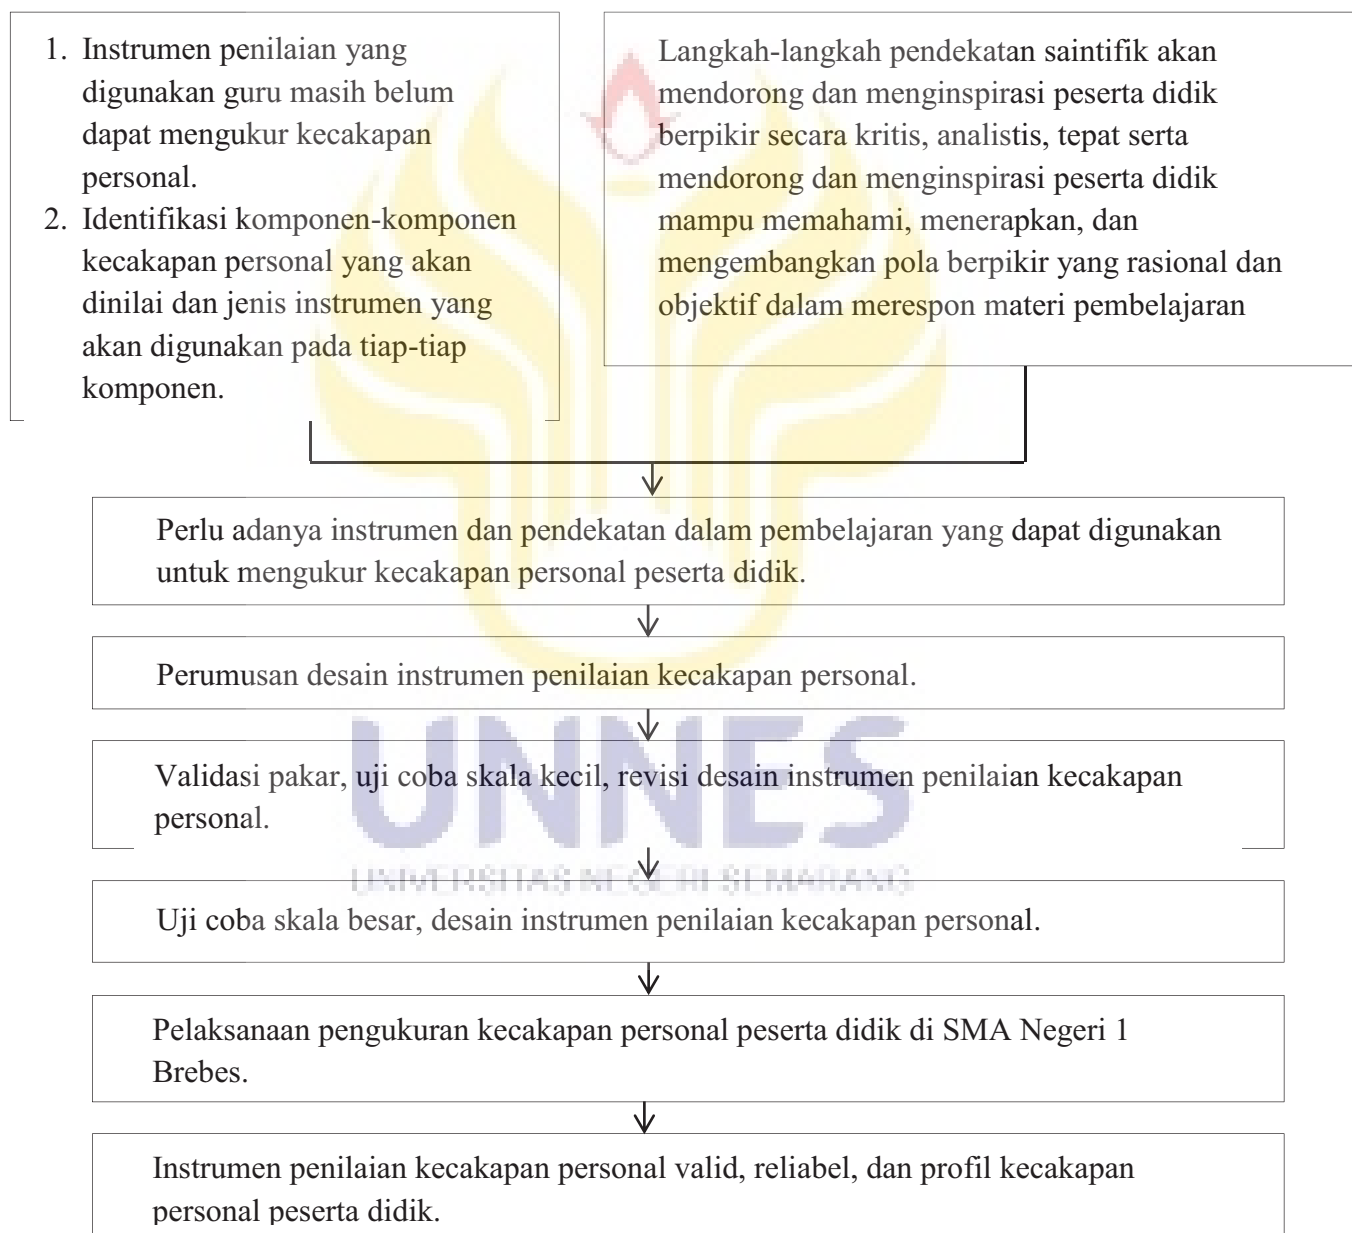 1. Instrumen penilaian yang
digunakan guru masih belum
dapat mengukur kecakapan
personal.
2. Identifikasi komponen-komponen
kecakapan personal yang akan
dinilai dan jenis instrumen yang
akan digunakan pada tiap-tiap
komponen.
Langkah-langkah pendekatan saintifik akan
mendorong dan menginspirasi peserta didik
berpikir secara kritis, analistis, tepat serta
mendorong dan menginspirasi peserta didik
mampu memahami, menerapkan, dan
mengembangkan pola berpikir yang rasional dan
objektif dalam merespon materi pembelajaran
Perlu adanya instrumen dan pendekatan dalam pembelajaran yang dapat digunakan
untuk mengukur kecakapan personal peserta didik.
Perumusan desain instrumen penilaian kecakapan personal.
UNNES
Validasi pakar, uji coba skala kecil, revisi desain instrumen penilaian kecakapan
personal.
UNIVERSITAS NEGERI SEMARANG
Uji coba skala besar, desain instrumen penilaian kecakapan personal.
Pelaksanaan pengukuran kecakapan personal peserta didik di SMA Negeri 1
Brebes.
Instrumen penilaian kecakapan personal valid, reliabel, dan profil kecakapan
personal peserta didik.